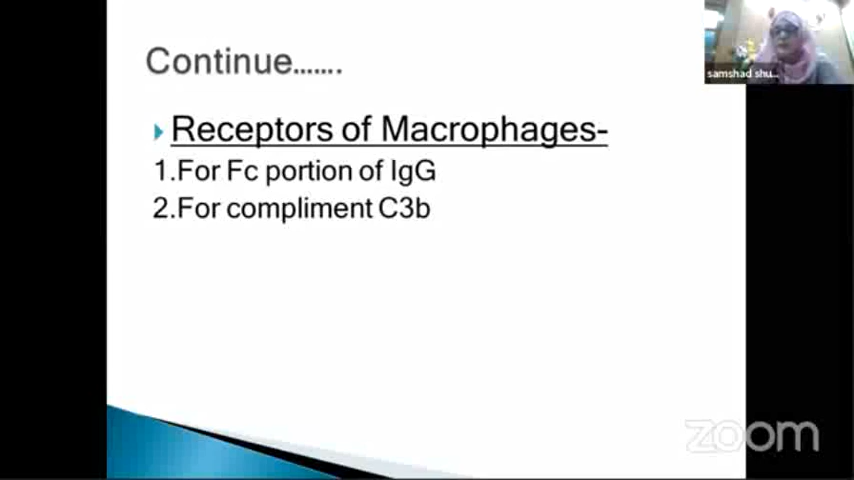 Continue.......
Receptors of Macrophages-
1.For Fc portion of IgG
2.For compliment C3b
samshad shu...
zoom